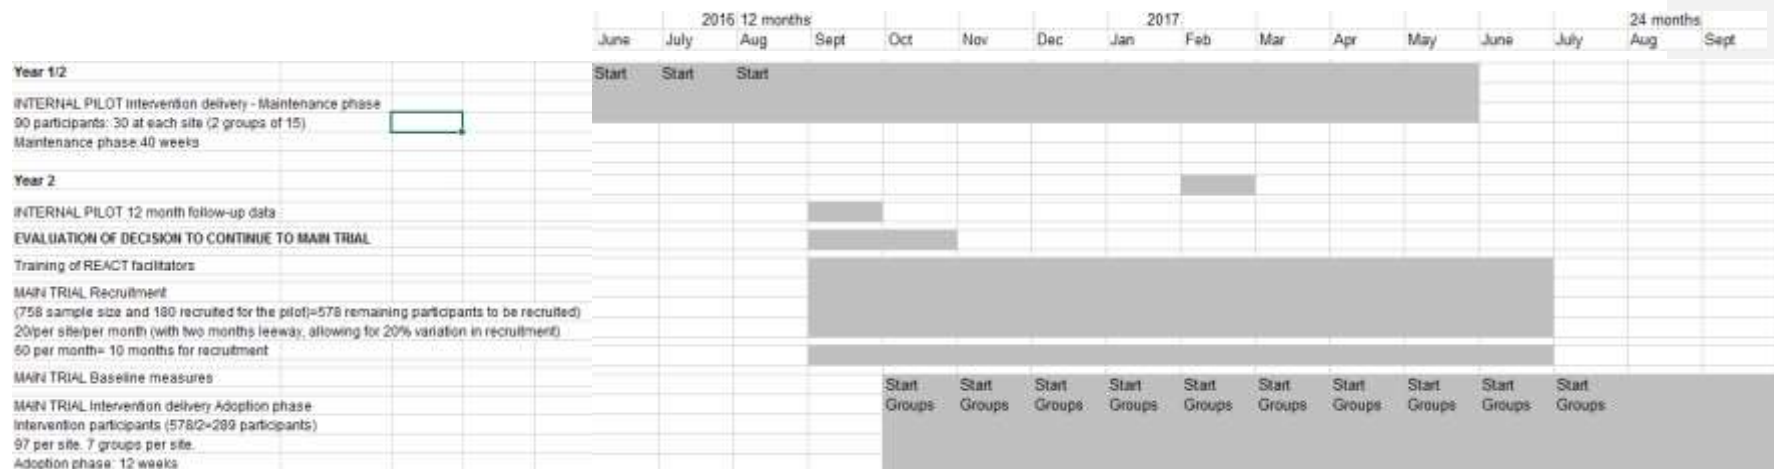 2016 12 months 2017 24 months
June July Aug Sept Oct Nov Dec Jan Feb Mar Apr May June July Aug Sept
Year 1/2 Start Start Start
INTERNAL PILOT Intervention delivery - Maintenance phase
90 participants: 30 at each site (2 groups of 15)
Maintenance phase 40 weeks
Year 2
INTERNAL PILOT 12 month follow-up data
EVALUATION OF DECISION TO CONTINUE TO MAIN TRIAL
Training of REACT facilitators
MAIN TRIAL Recruitment
(758 sample size and 180 recruited for the pilot)=578 remaining participants to be recruited)
20/per site/per month (with two months leeway, allowing for 20% variation in recruitment)
60 per month= 10 months for recruitment
MAIN TRIAL Baseline measures
Start Start Start Start Start Start Start Start Start Start
MAIN TRIAL Intervention delivery Adoption phase Groups Groups Groups Groups Groups Groups Groups Groups Groups Groups
Intervention participants (578/2=289 participants)
97 per site. 7 groups per site.
Adoption phase: 12 weeks